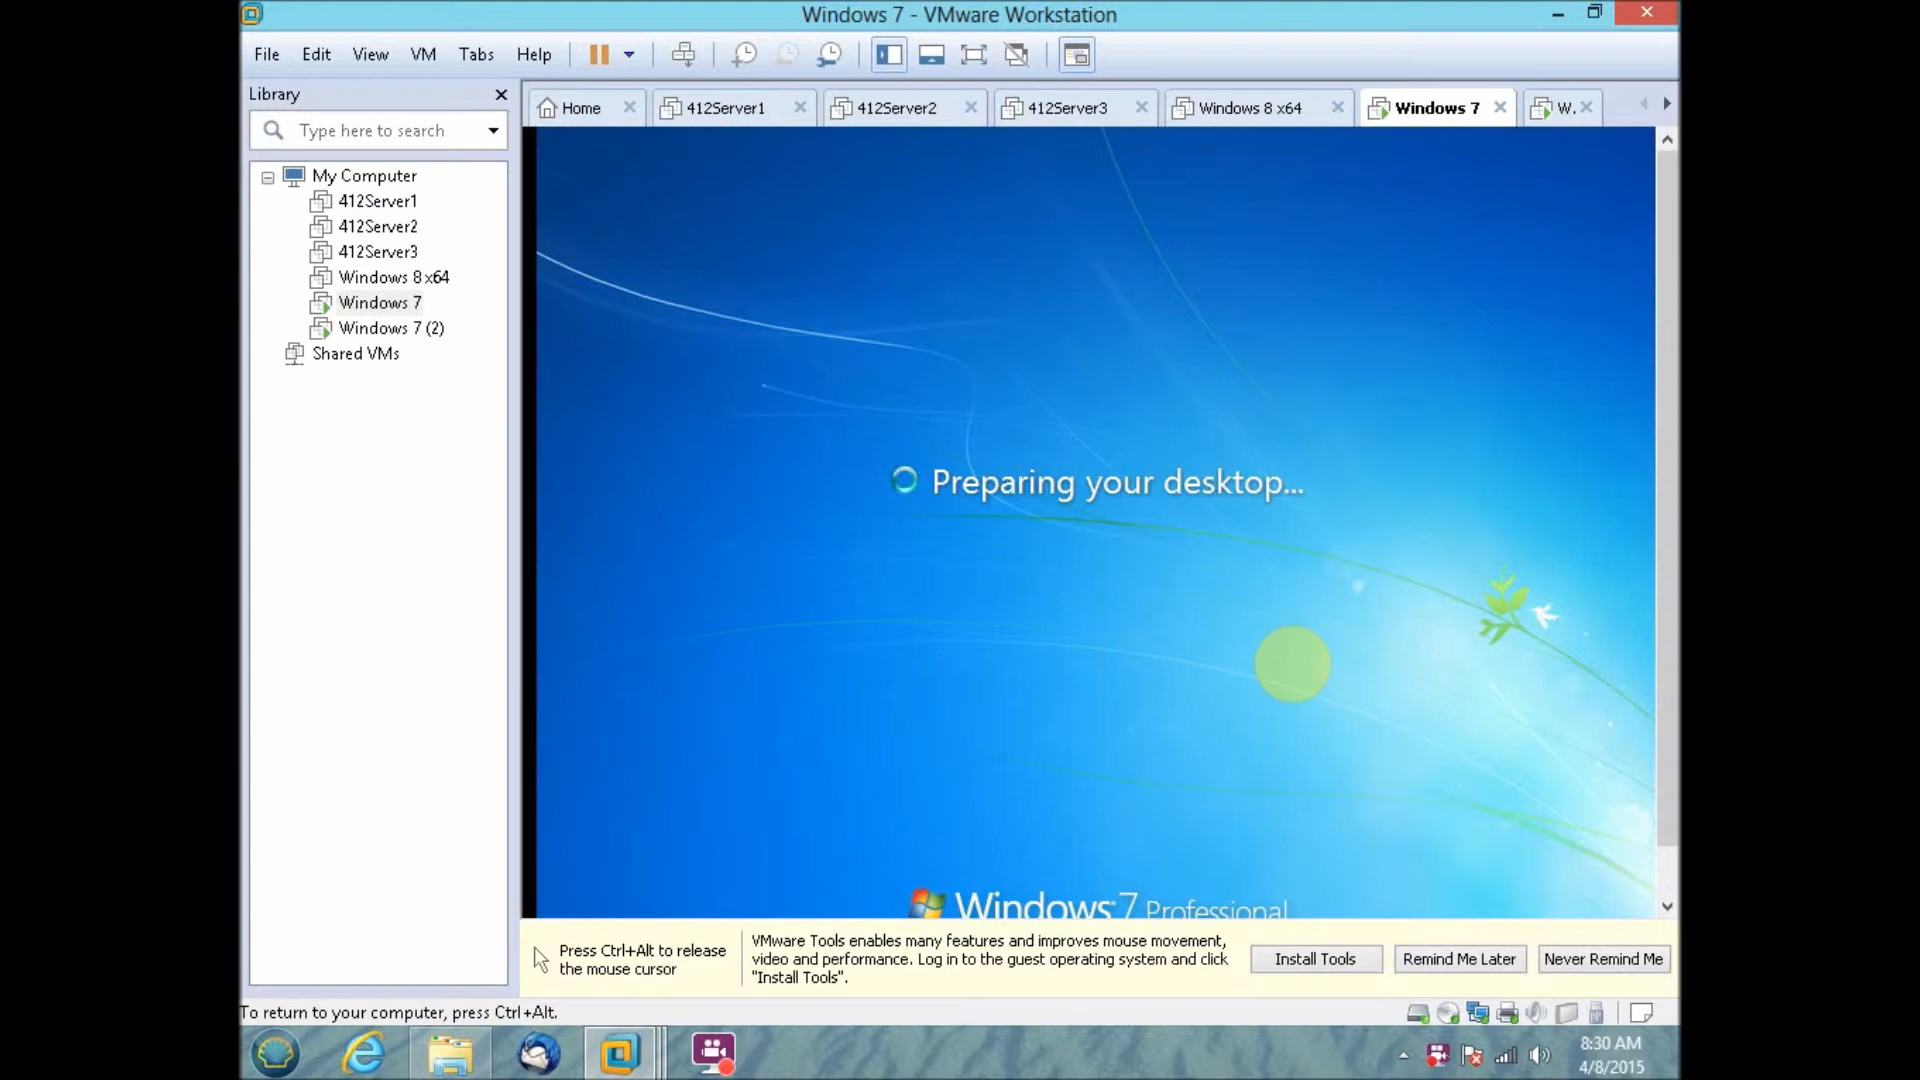 Windows 7 - VMware Workstation
File Edit View VM Tabs Help
Library
Type here to search
My Computer
412Server1
412Server2
412Server3
Windows 8 x64
Windows 7
Windows 7 (2)
Shared VMs
Home 412Server1 412Server2 412Server3 Windows 8 x64 Windows 7 W.
Preparing your desktop...
Windows 7 Professional
Press Ctrl+Alt to release
the mouse cursor
VMware Tools enables many features and improves mouse movement,
video and performance. Log in to the guest operating system and click
"Install Tools".
Install Tools Remind Me Later Never Remind Me
To return to your computer, press Ctrl+Alt.
8:30 AM
4/8/2015